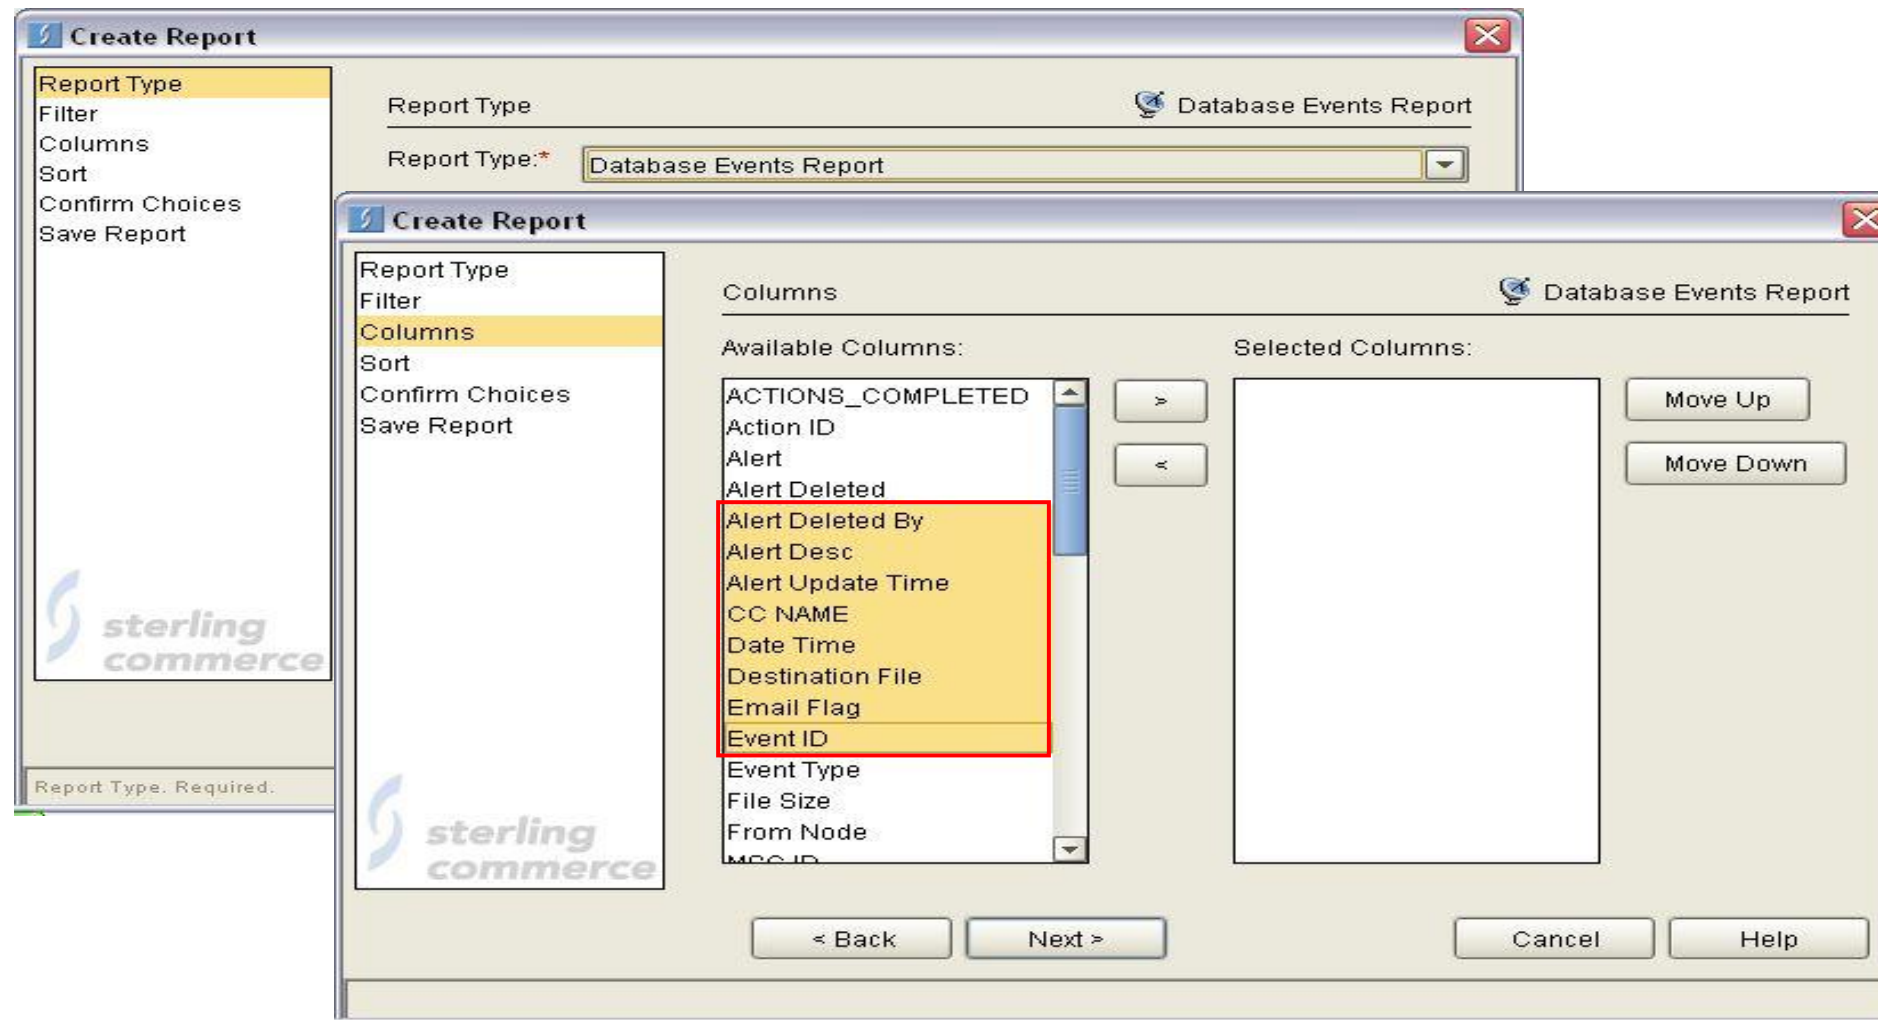 Create Report
Report Type
Filter
Columns
Sort
Confirm Choices
Save Report
sterling
commerce
Report Type
Database Events Report
Report Type:*
Database Events Report
Report Type. Required.
Create Report
Report Type
Filter
Columns
Sort
Confirm Choices
Save Report
sterling
commerce
Columns
Database Events Report
Available Columns:
ACTIONS_COMPLETED
Action ID
Alert
Alert Deleted
Alert Deleted By
Alert Desc
Alert Update Time
CC NAME
Date Time
Destination File
Email Flag
Event ID
Event Type
File Size
From Node
>
<
Selected Columns:
Move Up
Move Down
< Back
Next >
Cancel
Help